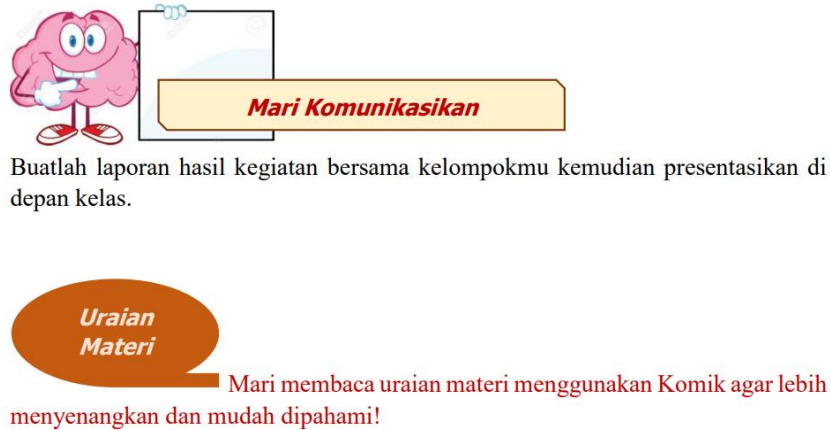 Mari Komunikasikan
Buatlah laporan hasil kegiatan bersama kelompokmu kemudian presentasikan di
depan kelas.
Uraian
Materi
Mari membaca uraian materi menggunakan Komik agar lebih
menyenangkan dan mudah dipahami!